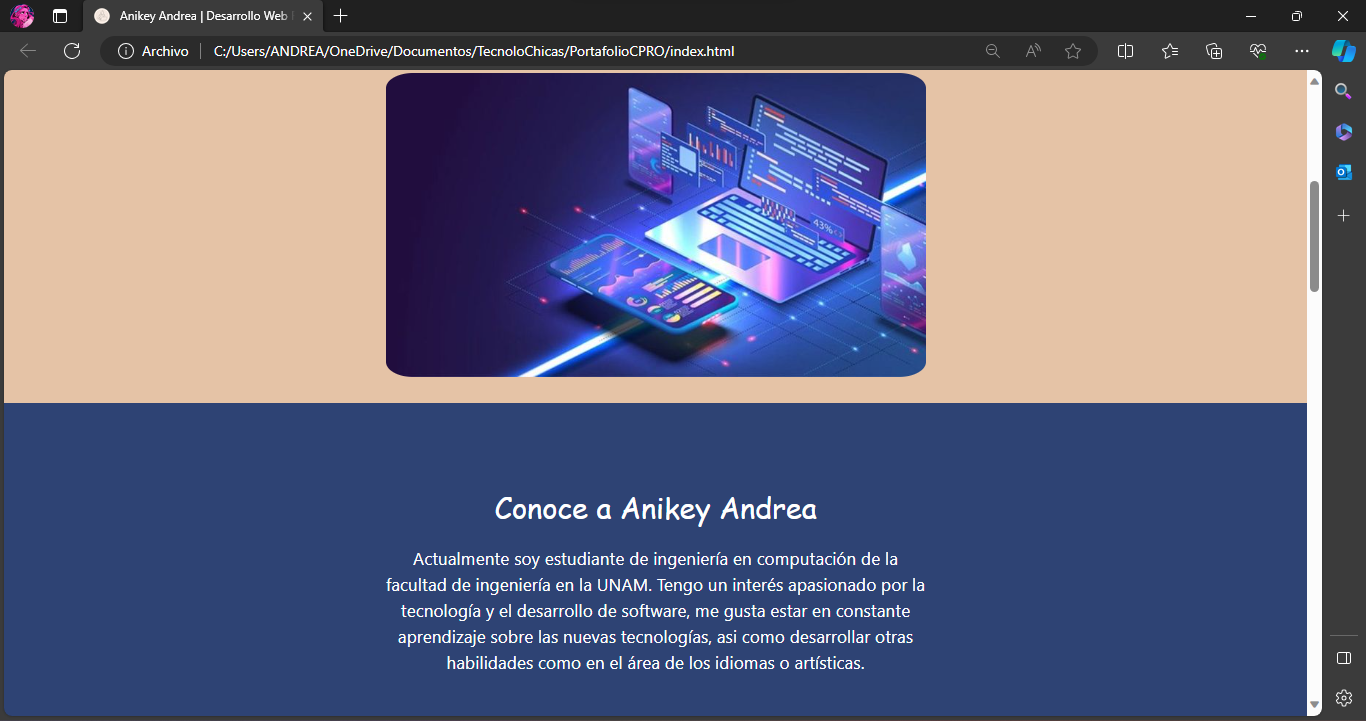 Anikey Andrea | Desarrollo Web
Archivo
C:/Users/ANDREA/OneDrive/Documentos/TecnoloChicas/PortafolioCPRO/index.html
43%
Conoce a Anikey Andrea
Actualmente soy estudiante de ingeniería en computación de la
facultad de ingeniería en la UNAM. Tengo un interés apasionado por la
tecnología y el desarrollo de software, me gusta estar en constante
aprendizaje sobre las nuevas tecnologías, asi como desarrollar otras
habilidades como en el área de los idiomas o artísticas.